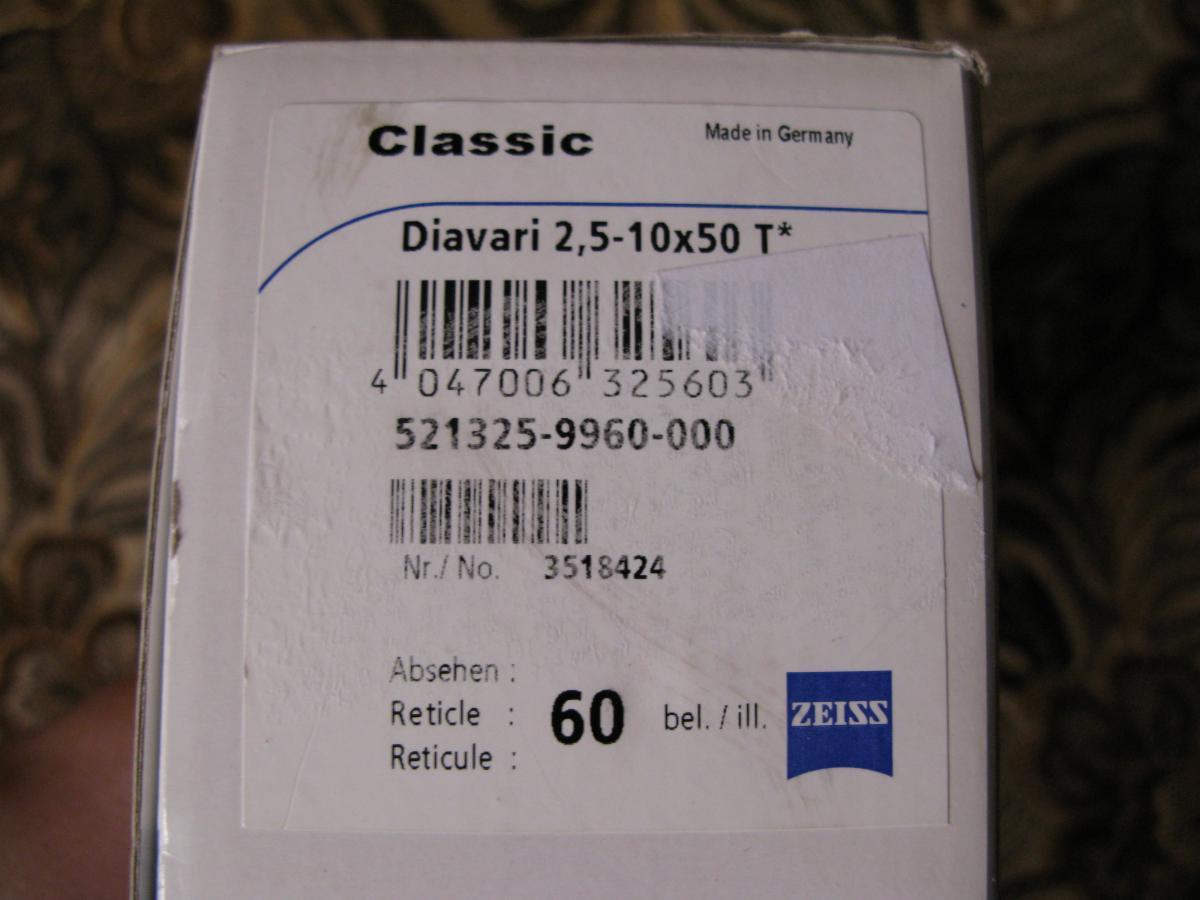 Classic
Made in Germany
Diavari 2,5-10x50 T*
4 047006 325603
521325-9960-000
Nr./ No. 3518424
Absehen :
Reticle :
60 bel. / ill.
Reticule :
ZEISS